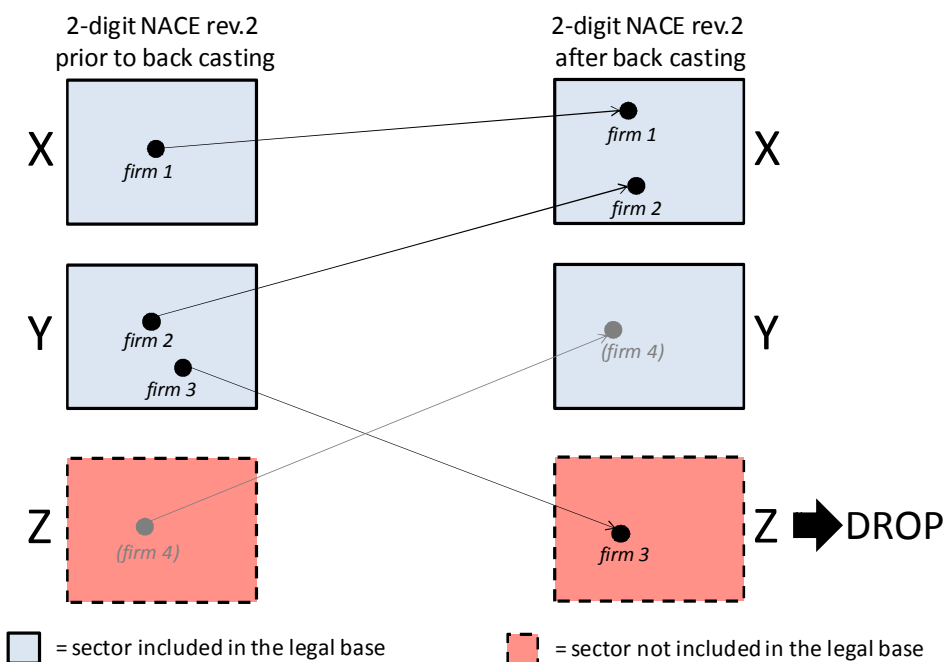 2-digit NACE rev.2
prior to back casting
2-digit NACE rev.2
after back casting
X
firm 1
firm 1
firm 2
X
Y
firm 2
firm 3
(firm 4)
Y
Z
(firm 4)
firm 3
Z
DROP
= sector included in the legal base
= sector not included in the legal base